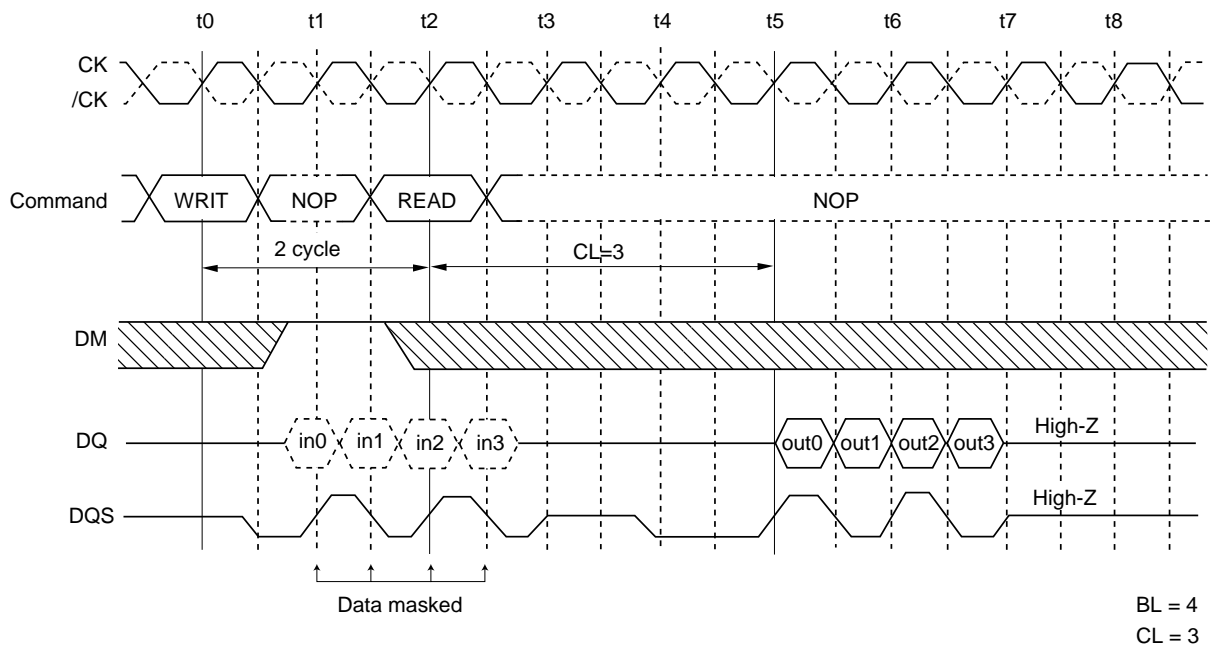 t0 t1 t2 t3 t4 t5 t6 t7 t8
CK
/CK
Command WRIT NOP READ NOP
2 cycle CL=3
DM
DQ in0 in1 in2 in3 out0 out1 out2 out3 High-Z
DQS High-Z
Data masked
BL = 4
CL = 3